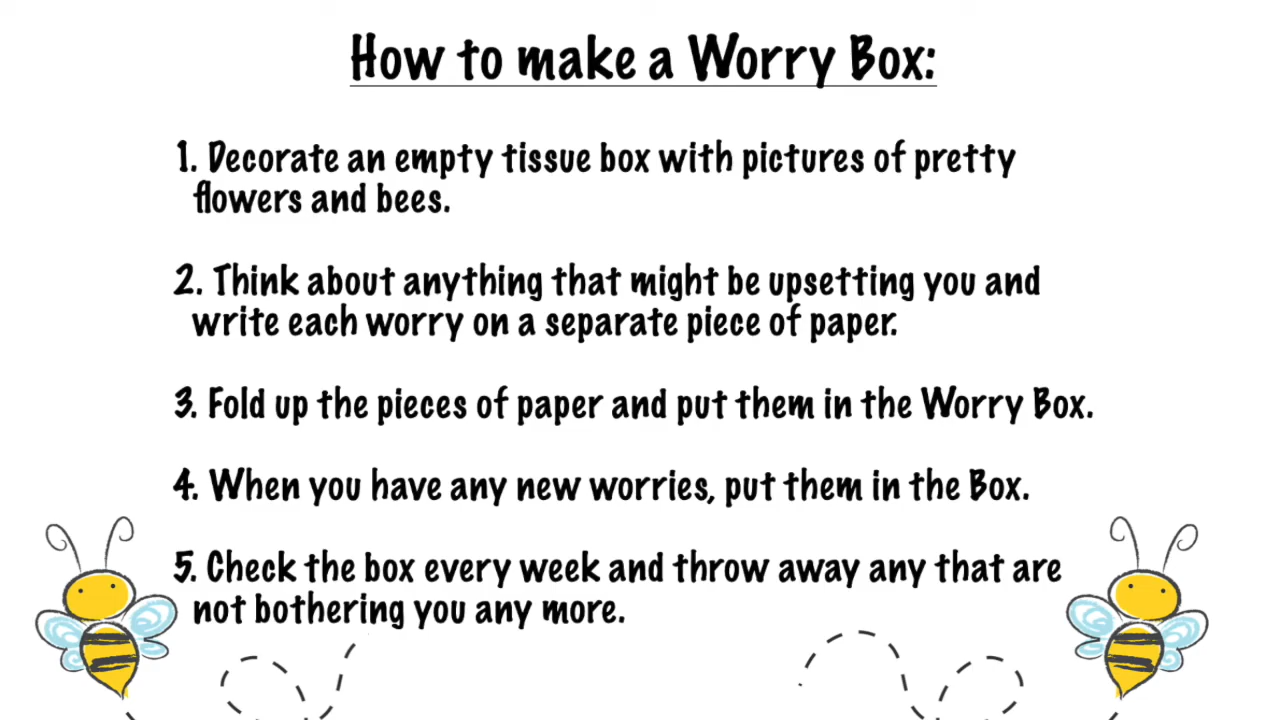 How to make a Worry Box:
1. Decorate an empty tissue box with pictures of pretty
flowers and bees.
2. Think about anything that might be upsetting you and
write each worry on a separate piece of paper.
3. Fold up the pieces of paper and put them in the Worry Box.
4. When you have any new worries, put them in the Box.
5. Check the box every week and throw away any that are
not bothering you any more.